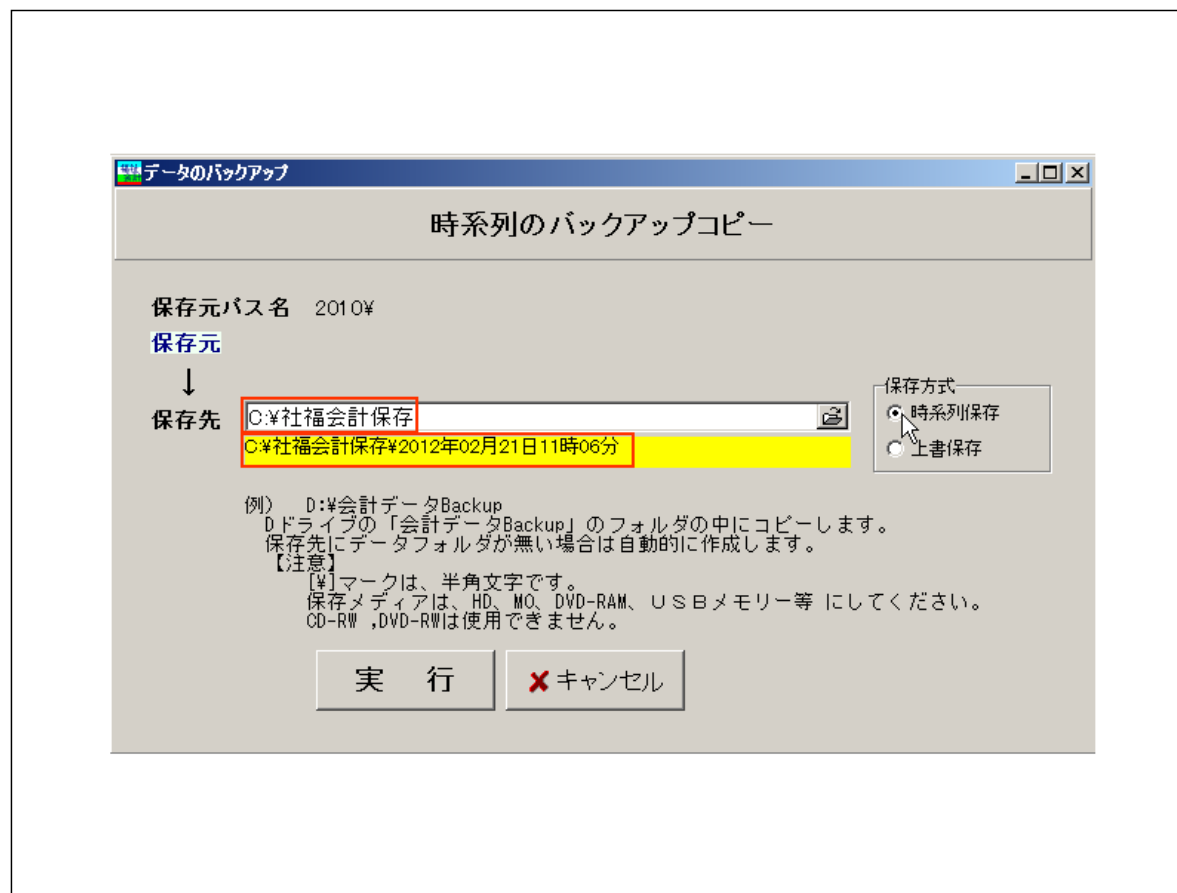 データのバックアップ
時系列のバックアップコピー
保存元パス名 2010¥
保存元
↓
保存先 C:¥社福会計保存
C:¥社福会計保存¥2012年02月21日11時06分
保存方式
時系列保存
上書保存
例） D:¥会計データBackup
Dドライブの「会計データBackup」のフォルダの中にコピーします。
保存先にデータフォルダが無い場合は自動的に作成します。
【注意】
[¥]マークは、半角文字です。
保存メディアは、HD、MO、DVD-RAM、ＵＳＢメモリー等 にしてください。
CD-RW ,DVD-RWは使用できません。
実 行
キャンセル